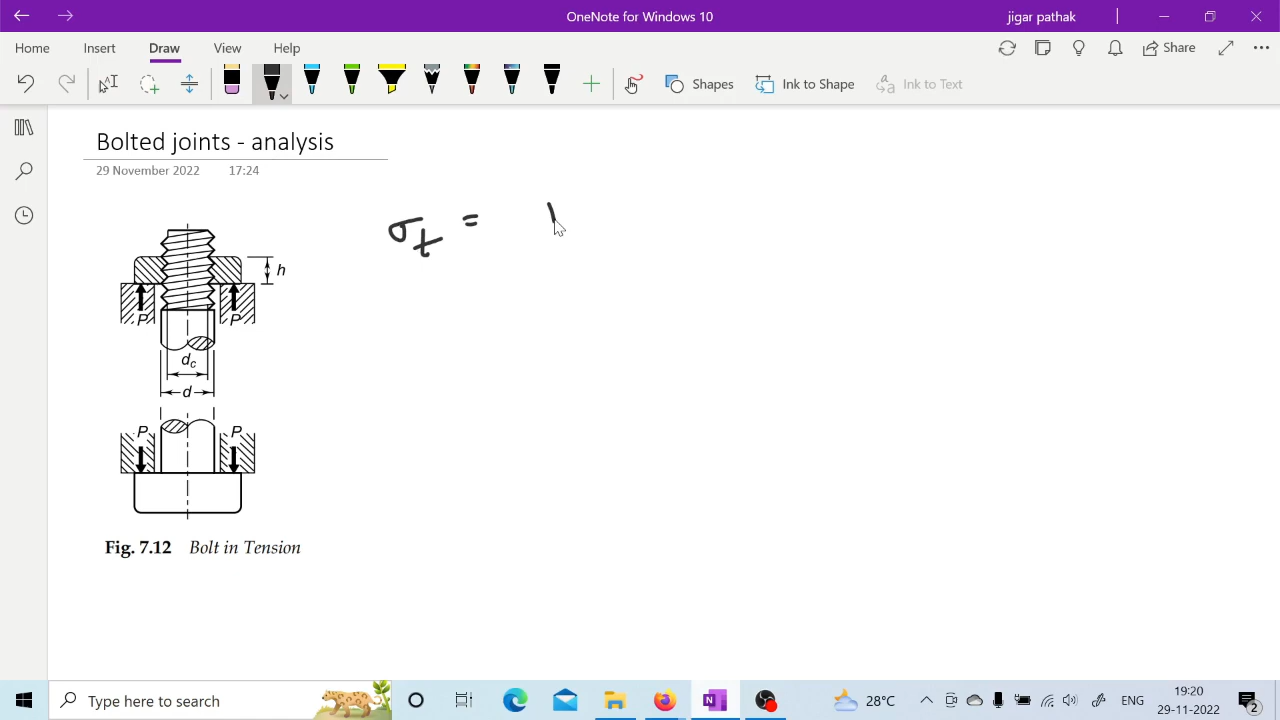 OneNote for Windows 10
jigar pathak
Home Insert Draw View Help
Share
Shapes
Ink to Shape
Ink to Text
Bolted joints - analysis
29 November 2022 17:24
σt =
h
P P
dc
d
P P
Fig. 7.12 Bolt in Tension
Type here to search
28°C
ENG
19:20
29-11-2022
2